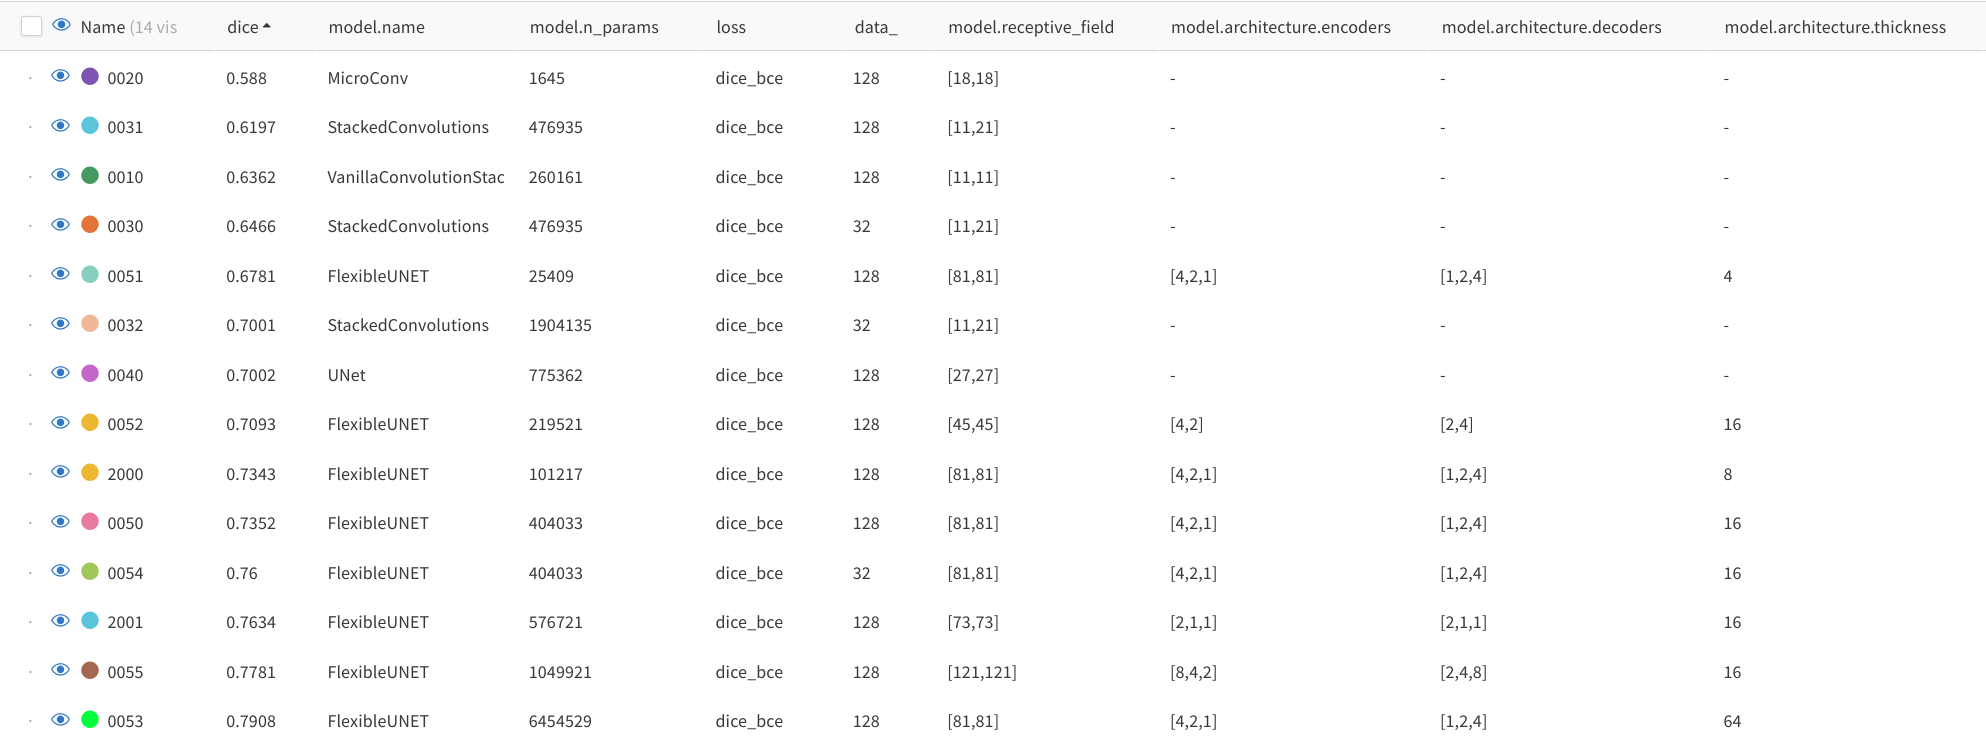 Name (14 vis dice model.name model.n_params loss data_ model.receptive_field model.architecture.encoders model.architecture.decoders model.architecture.thickness
0020 0.588 MicroConv 1645 dice_bce 128 [18,18] - - -
0031 0.6197 StackedConvolutions 476935 dice_bce 128 [11,21] - - -
0010 0.6362 VanillaConvolutionStac 260161 dice_bce 128 [11,11] - - -
0030 0.6466 StackedConvolutions 476935 dice_bce 32 [11,21] - - -
0051 0.6781 FlexibleUNET 25409 dice_bce 128 [81,81] [4,2,1] [1,2,4] 4
0032 0.7001 StackedConvolutions 1904135 dice_bce 32 [11,21] - - -
0040 0.7002 UNet 775362 dice_bce 128 [27,27] - - -
0052 0.7093 FlexibleUNET 219521 dice_bce 128 [45,45] [4,2] [2,4] 16
2000 0.7343 FlexibleUNET 101217 dice_bce 128 [81,81] [4,2,1] [1,2,4] 8
0050 0.7352 FlexibleUNET 404033 dice_bce 128 [81,81] [4,2,1] [1,2,4] 16
0054 0.76 FlexibleUNET 404033 dice_bce 32 [81,81] [4,2,1] [1,2,4] 16
2001 0.7634 FlexibleUNET 576721 dice_bce 128 [73,73] [2,1,1] [2,1,1] 16
0055 0.7781 FlexibleUNET 1049921 dice_bce 128 [121,121] [8,4,2] [2,4,8] 16
0053 0.7908 FlexibleUNET 6454529 dice_bce 128 [81,81] [4,2,1] [1,2,4] 64